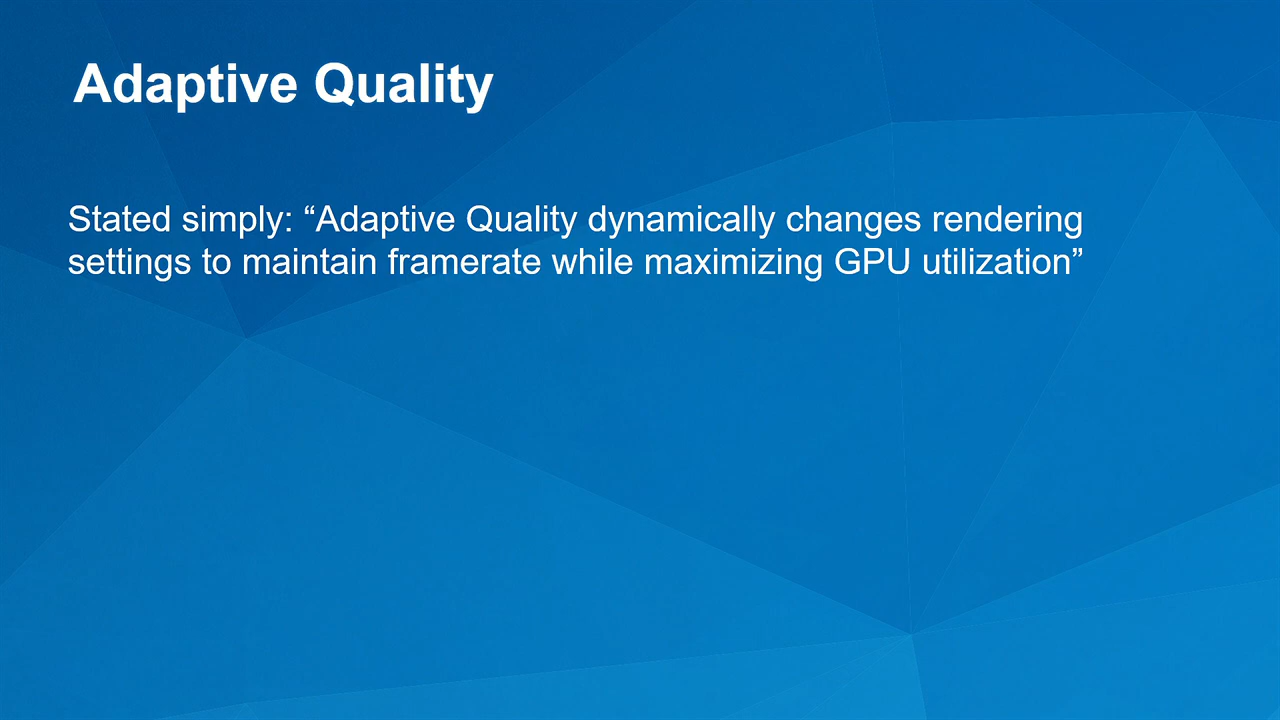 Adaptive Quality
Stated simply: “Adaptive Quality dynamically changes rendering
settings to maintain framerate while maximizing GPU utilization”